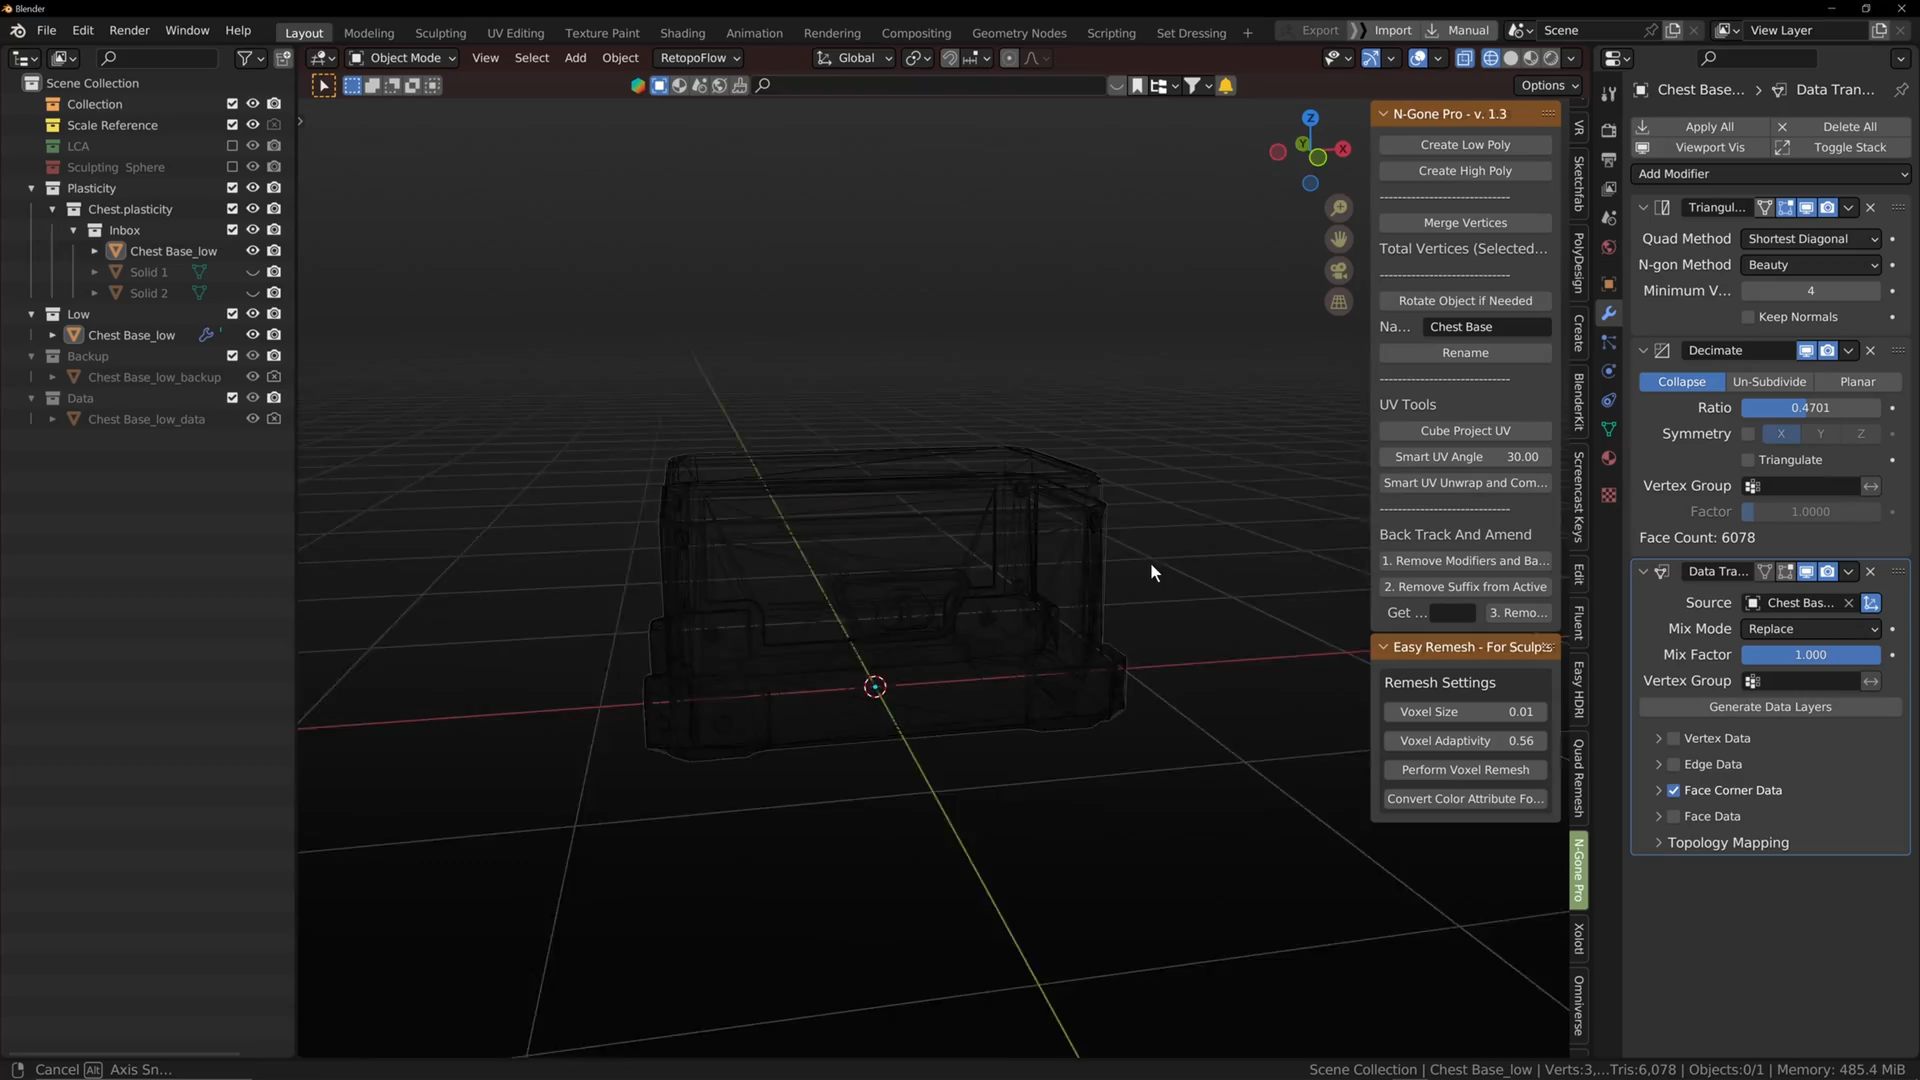 Blender
File Edit Render Window Help Layout Modeling Sculpting UV Editing Texture Paint Shading Animation Rendering Compositing Geometry Nodes Scripting Set Dressing + Export Import Manual Scene View Layer
Object Mode View Select Add Object RetopoFlow Global
Options
Scene Collection
Collection
Scale Reference
LCA
Sculpting Sphere
Plasticity
Chest.plasticity
Inbox
Chest Base_low
Solid 1
Solid 2
Low
Chest Base_low
Backup
Chest Base_low_backup
Data
Chest Base_low_data
Z
Y
X
N-Gone Pro - v. 1.3
Create Low Poly
Create High Poly
------------------------
Merge Vertices
Total Vertices (Selected...
------------------------
Rotate Object if Needed
Na... Chest Base
Rename
------------------------
UV Tools
Cube Project UV
Smart UV Angle 30.00
Smart UV Unwrap and Com...
------------------------
Back Track And Amend
1. Remove Modifiers and Ba...
2. Remove Suffix from Active
Get ... 3. Remo...
Easy Remesh - For Sculpts
Remesh Settings
Voxel Size 0.01
Voxel Adaptivity 0.56
Perform Voxel Remesh
Convert Color Attribute Fo...
VR
Sketchfab
PolyDesign
Create
BlenderKit
Screencast Keys
Edit
Fluent
Easy HDRI
Quad Remesh
N-Gone Pro
Xolotl
Omniverse
Chest Base... > Data Tran...
Apply All Delete All
Viewport Vis Toggle Stack
Add Modifier
Triangul...
Quad Method Shortest Diagonal
N-gon Method Beauty
Minimum V... 4
Keep Normals
Decimate
Collapse Un-Subdivide Planar
Ratio 0.4701
Symmetry X Y Z
Triangulate
Vertex Group
Factor 1.0000
Face Count: 6078
Data Tra...
Source Chest Bas...
Mix Mode Replace
Mix Factor 1.000
Vertex Group
Generate Data Layers
Vertex Data
Edge Data
Face Corner Data
Face Data
Topology Mapping
Cancel Alt Axis Sn...
Scene Collection | Chest Base_low | Verts:3,...Tris:6,078 | Objects:0/1 | Memory: 485.4 MiB